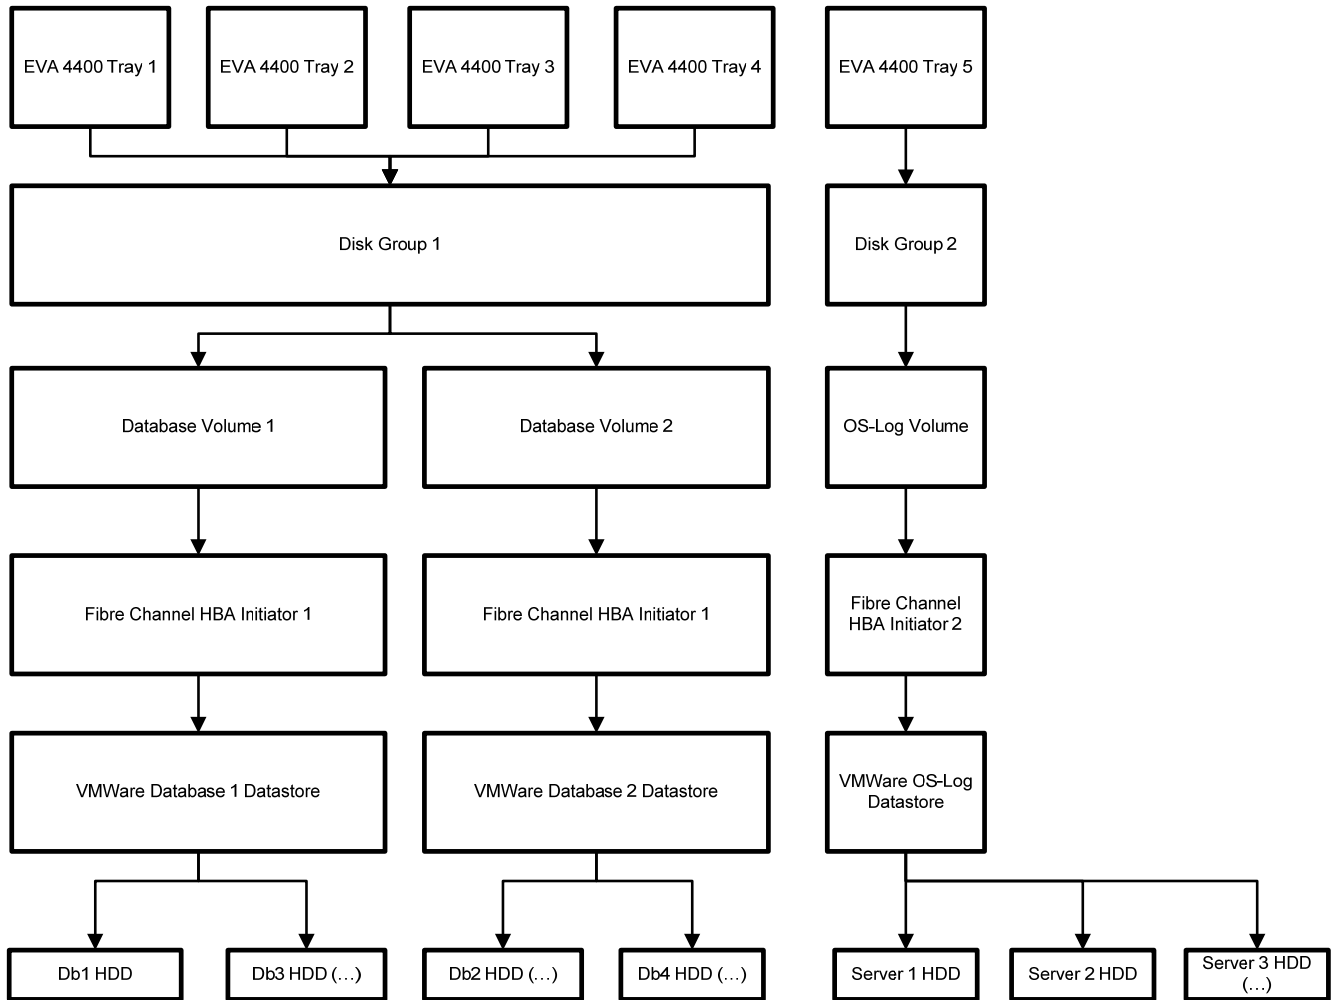 EVA 4400 Tray 1
EVA 4400 Tray 2
EVA 4400 Tray 3
EVA 4400 Tray 4
EVA 4400 Tray 5
Disk Group 1
Disk Group 2
Database Volume 1
Database Volume 2
OS-Log Volume
Fibre Channel HBA Initiator 1
Fibre Channel HBA Initiator 1
Fibre Channel
HBA Initiator 2
VMWare Database 1 Datastore
VMWare Database 2 Datastore
VMWare OS-Log
Datastore
Db1 HDD
Db3 HDD (…)
Db2 HDD (…)
Db4 HDD (…)
Server 1 HDD
Server 2 HDD
Server 3 HDD
(…)